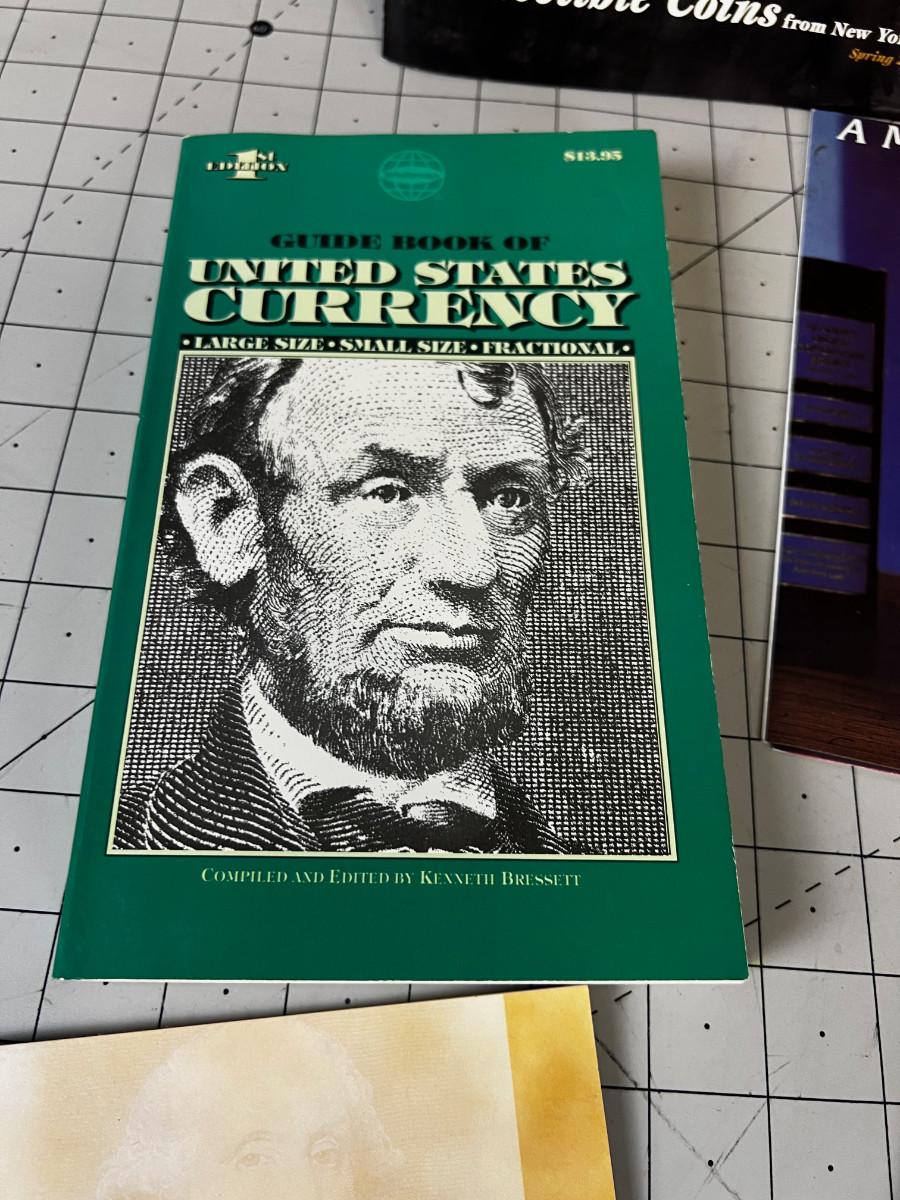 Coins from New
Spring
1ST
EDITION
$13.95
GUIDE BOOK OF
UNITED STATES
CURRENCY
• LARGE SIZE • SMALL SIZE • FRACTIONAL •
COMPILED AND EDITED BY KENNETH BRESSETT
A